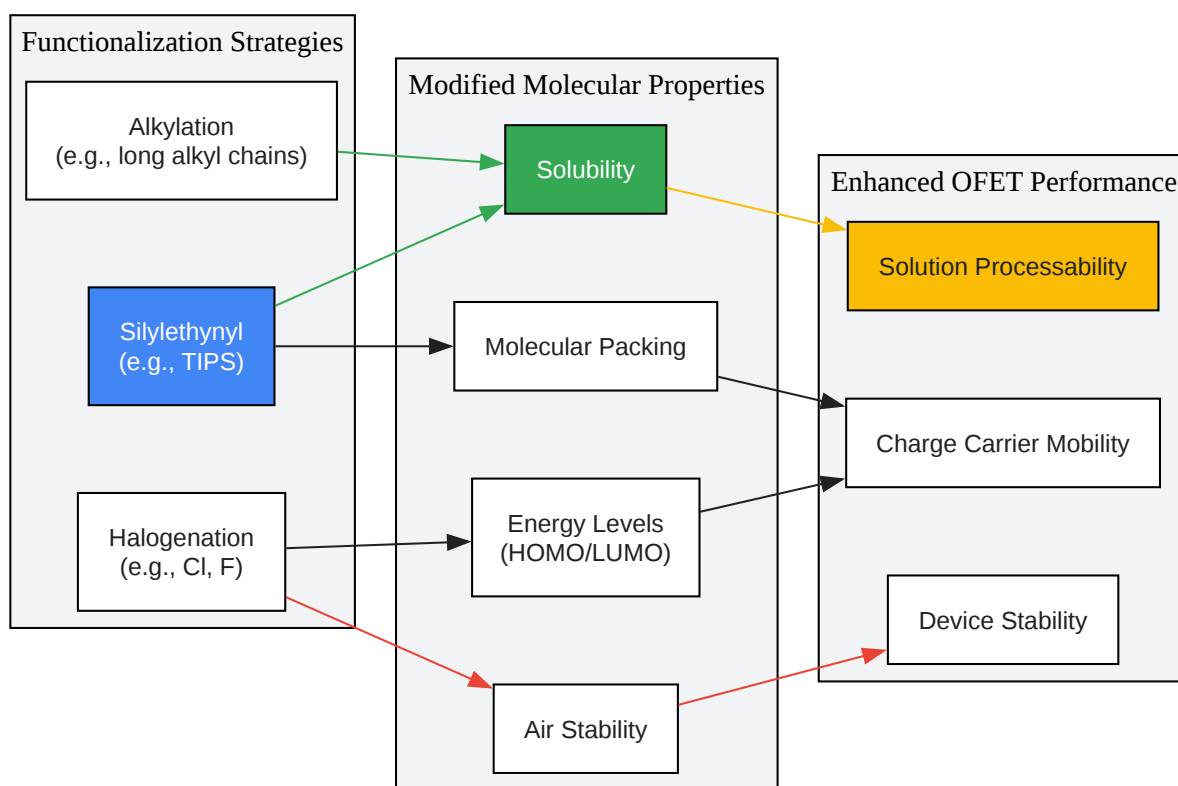 Functionalization Strategies
Alkylation
(e.g., long alkyl chains)
Silylethynyl
(e.g., TIPS)
Halogenation
(e.g., Cl, F)
Modified Molecular Properties
Solubility
Molecular Packing
Energy Levels
(HOMO/LUMO)
Air Stability
Enhanced OFET Performance
Solution Processability
Charge Carrier Mobility
Device Stability